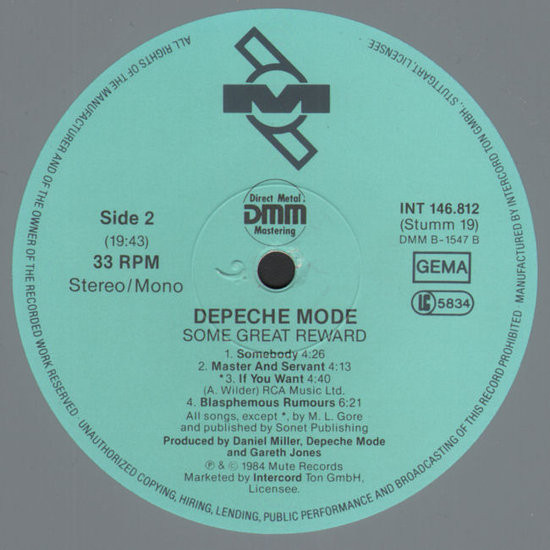 ALL RIGHTS OF THE MANUFACTURER AND OF THE OWNER OF THE RECORDED WORK RESERVED · UNAUTHORIZED COPYING, HIRING, LENDING, PUBLIC PERFORMANCE AND BROADCASTING OF THIS RECORD PROHIBITED · MANUFACTURED BY INTERCORD TON GMBH., STUTTGART, LICENSEE.
M
Side 2
(19:43)
33 RPM
Stereo/Mono
Direct Metal
DMM
Mastering
INT 146.812
(Stumm 19)
DMM B-1547 B
GEMA
LC 5834
DEPECHE MODE
SOME GREAT REWARD
1. Somebody 4:26
2. Master And Servant 4:13
*3. If You Want 4:40
(A. Wilder) RCA Music Ltd.
4. Blasphemous Rumours 6:21
All songs, except *, by M. L. Gore
and published by Sonet Publishing
Produced by Daniel Miller, Depeche Mode
and Gareth Jones
℗ & © 1984 Mute Records
Marketed by Intercord Ton GmbH,
Licensee.